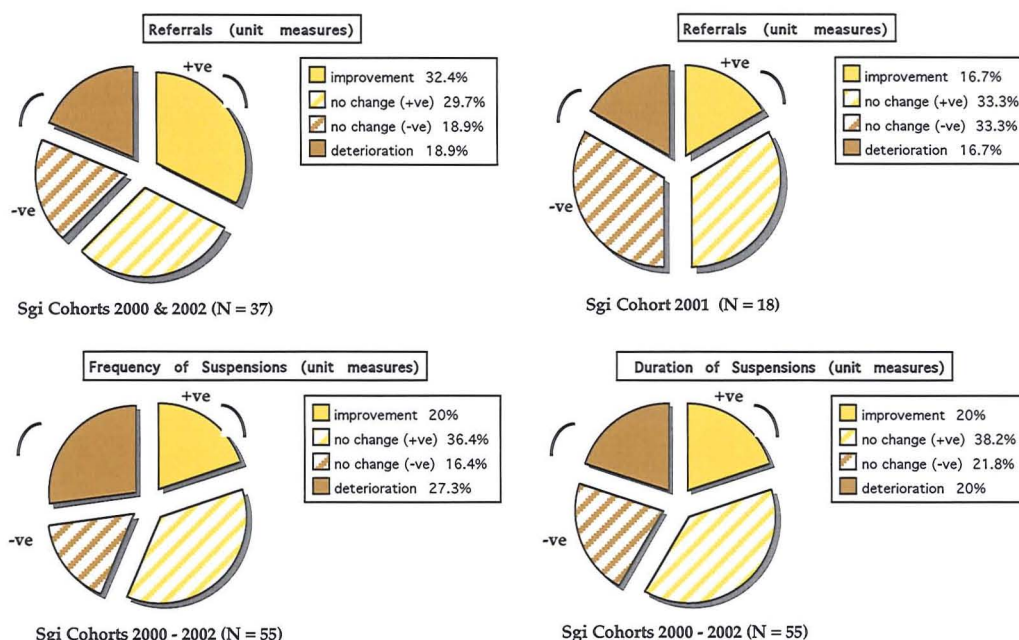 Referrals (unit measures)
+ve
-ve
improvement 32.4%
no change (+ve) 29.7%
no change (-ve) 18.9%
deterioration 18.9%
Sgi Cohorts 2000 & 2002 (N = 37)
Referrals (unit measures)
+ve
-ve
improvement 16.7%
no change (+ve) 33.3%
no change (-ve) 33.3%
deterioration 16.7%
Sgi Cohort 2001 (N = 18)
Frequency of Suspensions (unit measures)
+ve
-ve
improvement 20%
no change (+ve) 36.4%
no change (-ve) 16.4%
deterioration 27.3%
Sgi Cohorts 2000 - 2002 (N = 55)
Duration of Suspensions (unit measures)
+ve
-ve
improvement 20%
no change (+ve) 38.2%
no change (-ve) 21.8%
deterioration 20%
Sgi Cohorts 2000 - 2002 (N = 55)